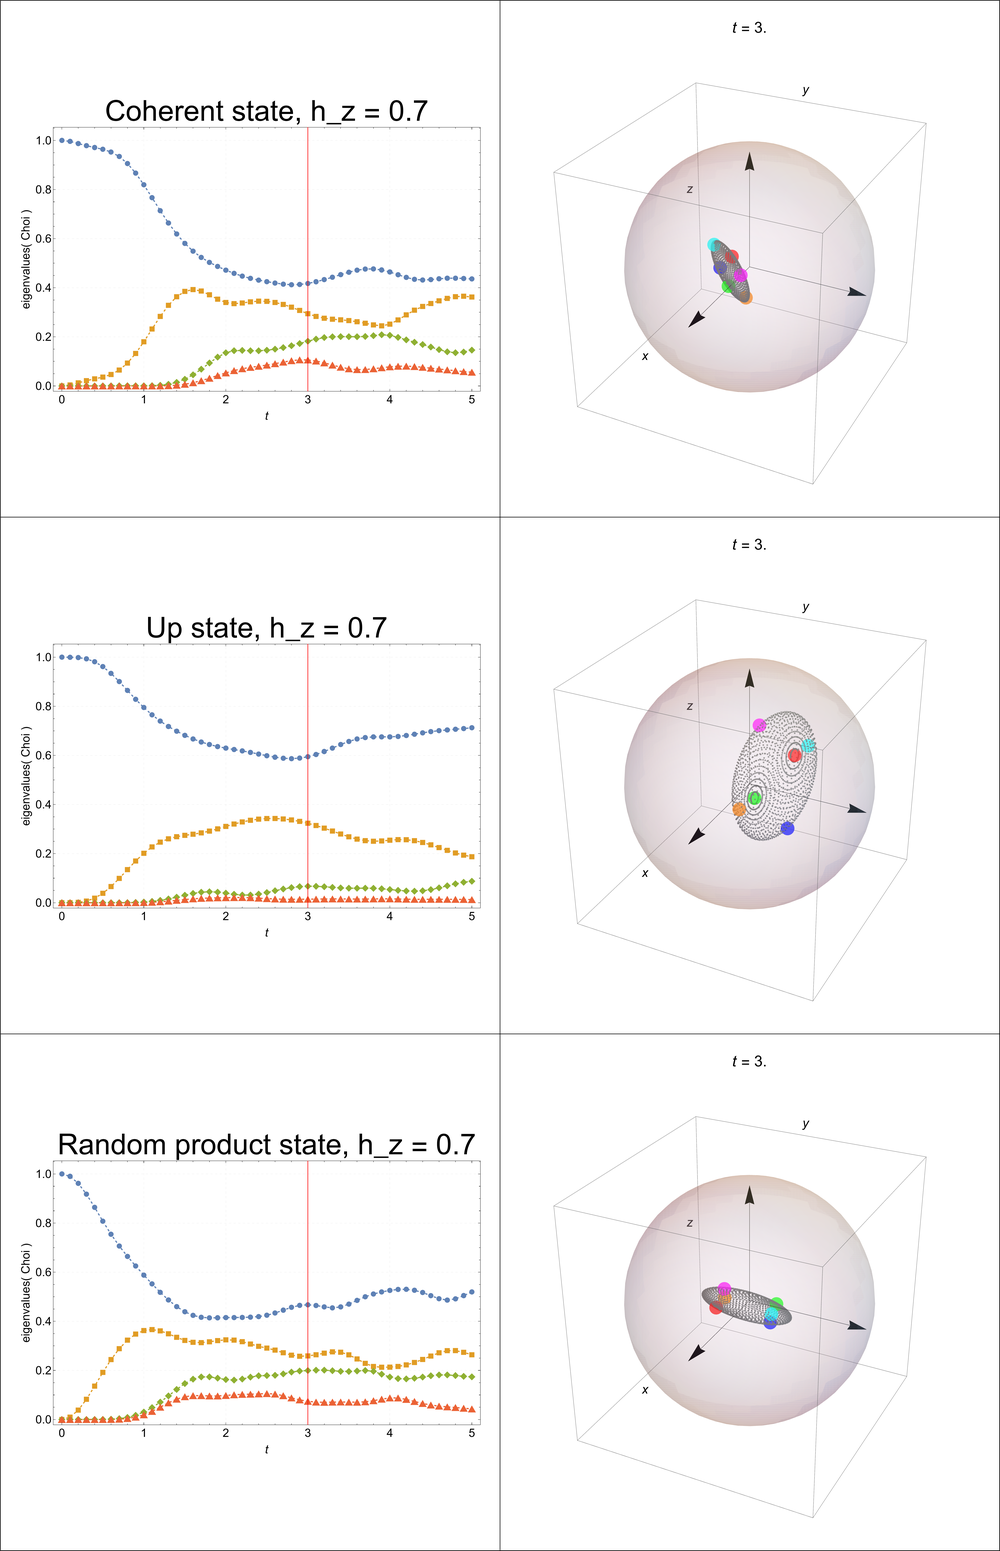 Coherent state, h_z = 0.7
eigenvalues( Choi )
1.0
0.8
0.6
0.4
0.2
0.0
0 1 2 3 4 5
t
t = 3.
y
z
x
Up state, h_z = 0.7
eigenvalues( Choi )
1.0
0.8
0.6
0.4
0.2
0.0
0 1 2 3 4 5
t
t = 3.
y
z
x
Random product state, h_z = 0.7
eigenvalues( Choi )
1.0
0.8
0.6
0.4
0.2
0.0
0 1 2 3 4 5
t
t = 3.
y
z
x